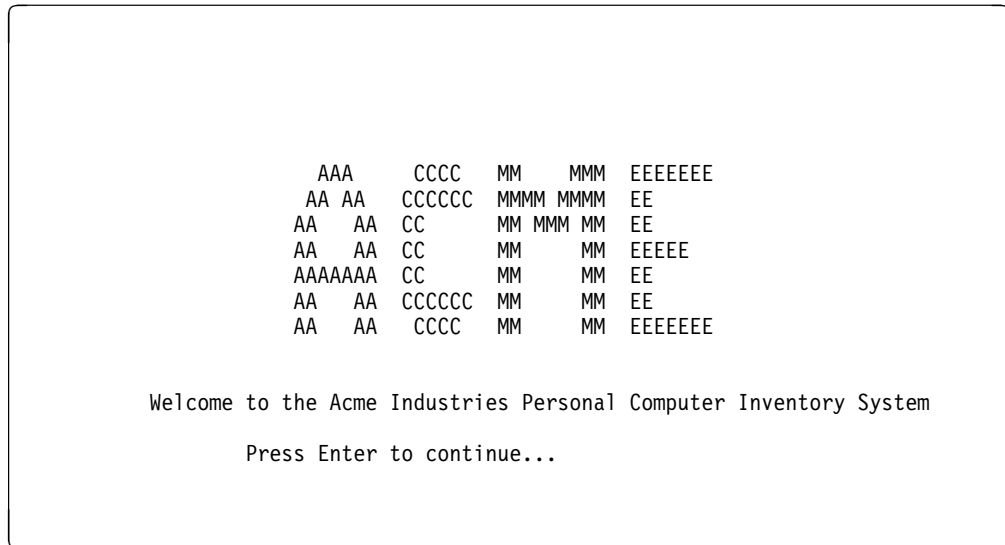 AAA     CCCC   MM    MMM  EEEEEEE
 AA AA   CCCCCC  MMMM MMMM  EE
AA   AA  CC      MM MMM MM  EE
AA   AA  CC      MM     MM  EEEEE
AAAAAAA  CC      MM     MM  EE
AA   AA  CCCCCC  MM     MM  EE
AA   AA   CCCC   MM     MM  EEEEEEE
Welcome to the Acme Industries Personal Computer Inventory System
Press Enter to continue...